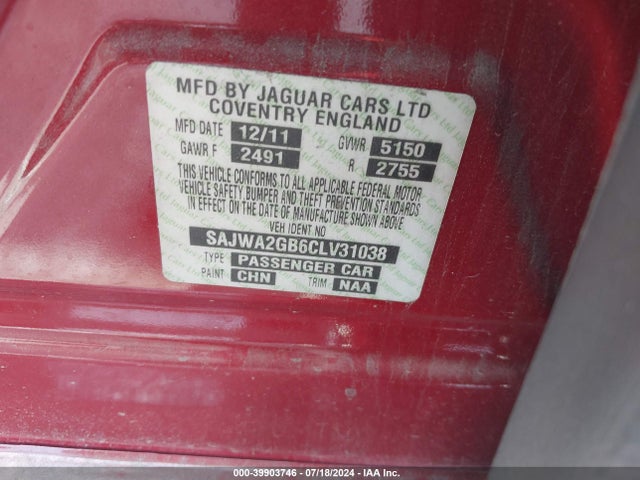 MFD BY JAGUAR CARS LTD
COVENTRY ENGLAND
MFD DATE 12/11 GVWR 5150
GAWR F 2491 R 2755
THIS VEHICLE CONFORMS TO ALL APPLICABLE FEDERAL MOTOR
VEHICLE SAFETY BUMPER AND THEFT PREVENTION STANDARDS
IN EFFECT ON THE DATE OF MANUFACTURE SHOWN ABOVE
VEH IDENT NO
SAJWA2GB6CLV31038
TYPE PASSENGER CAR
PAINT CHN TRIM NAA
000-39903746 - 07/18/2024 - IAA Inc.